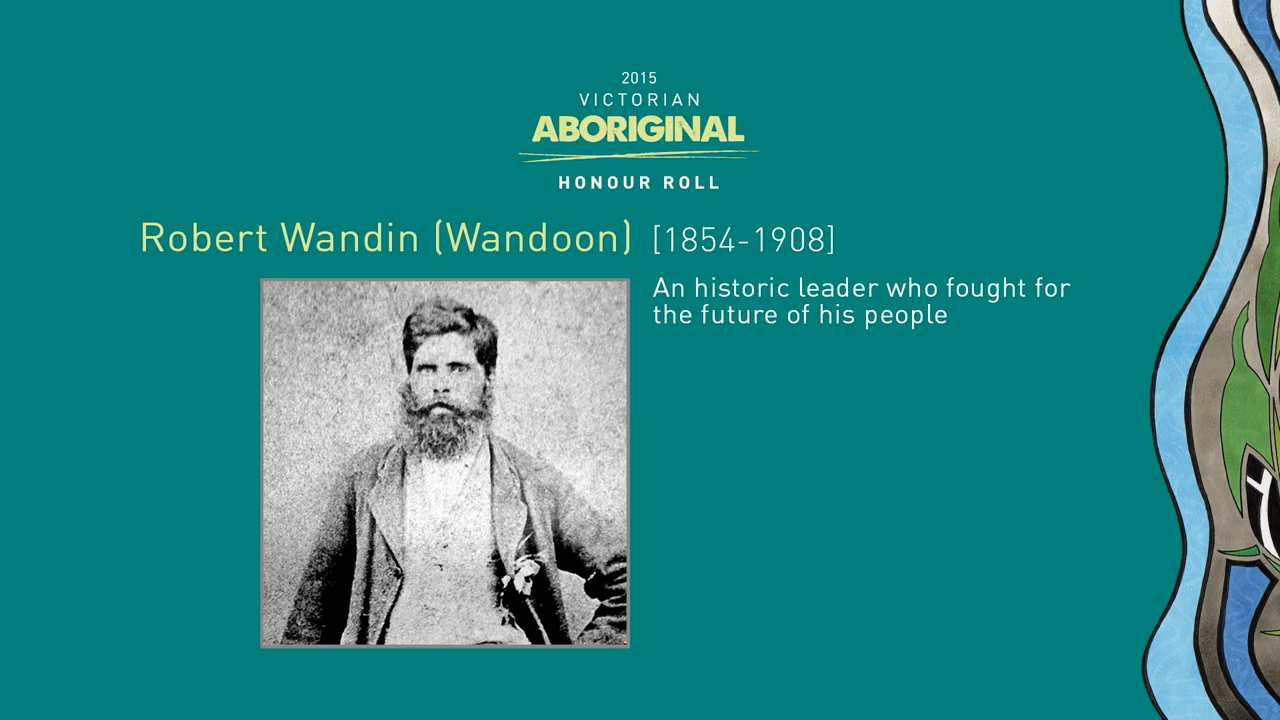 2015
VICTORIAN
ABORIGINAL
HONOUR ROLL
Robert Wandin (Wandoon) [1854-1908]
An historic leader who fought for
the future of his people